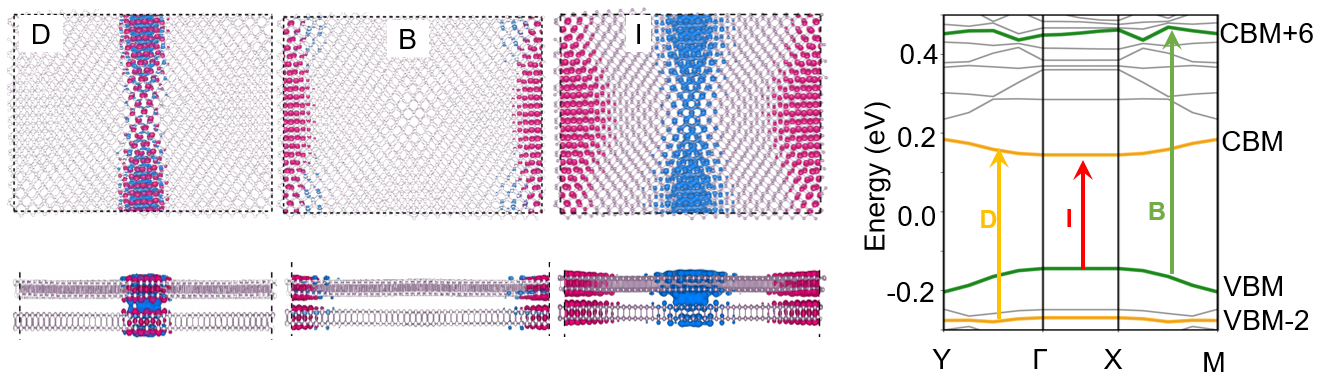 D
B
I
Energy (eV)
0.4
0.2
0.0
-0.2
CBM+6
CBM
VBM
VBM-2
D
I
B
Y Γ X M